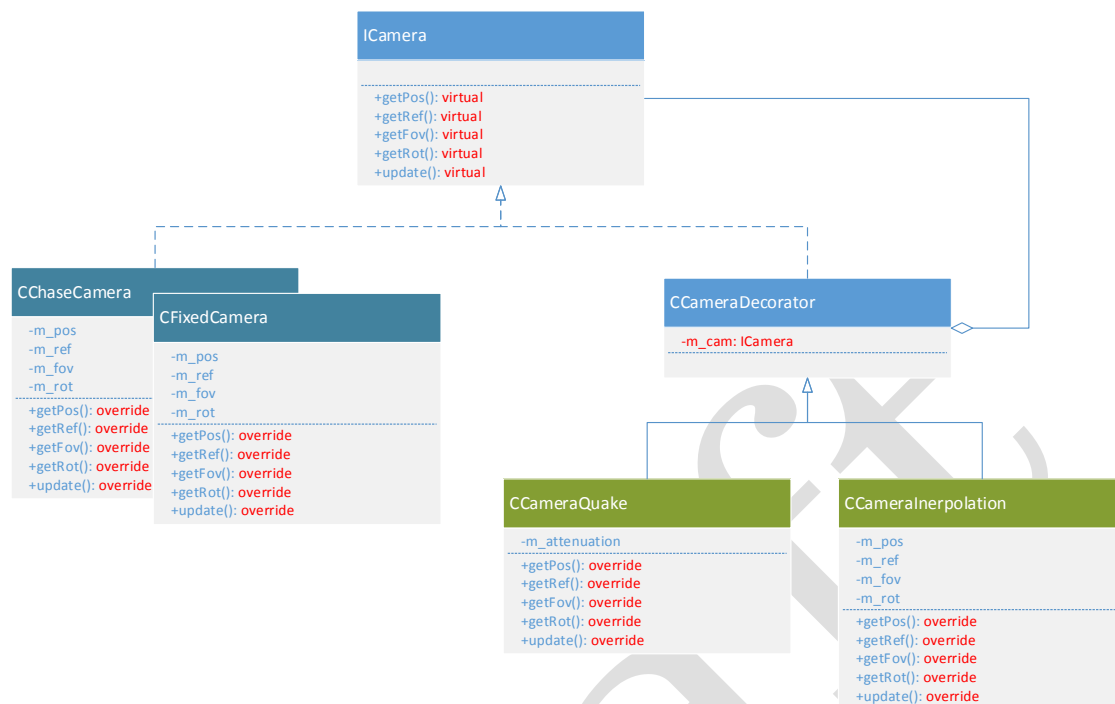 ICamera
+getPos(): virtual
+getRef(): virtual
+getFov(): virtual
+getRot(): virtual
+update(): virtual
CChaseCamera
-m_pos
-m_ref
-m_fov
-m_rot
+getPos(): override
+getRef(): override
+getFov(): override
+getRot(): override
+update(): override
CFixedCamera
-m_pos
-m_ref
-m_fov
-m_rot
+getPos(): override
+getRef(): override
+getFov(): override
+getRot(): override
+update(): override
CCameraDecorator
-m_cam: ICamera
CCameraQuake
-m_attenuation
+getPos(): override
+getRef(): override
+getFov(): override
+getRot(): override
+update(): override
CCameraInerpolation
-m_pos
-m_ref
-m_fov
-m_rot
+getPos(): override
+getRef(): override
+getFov(): override
+getRot(): override
+update(): override